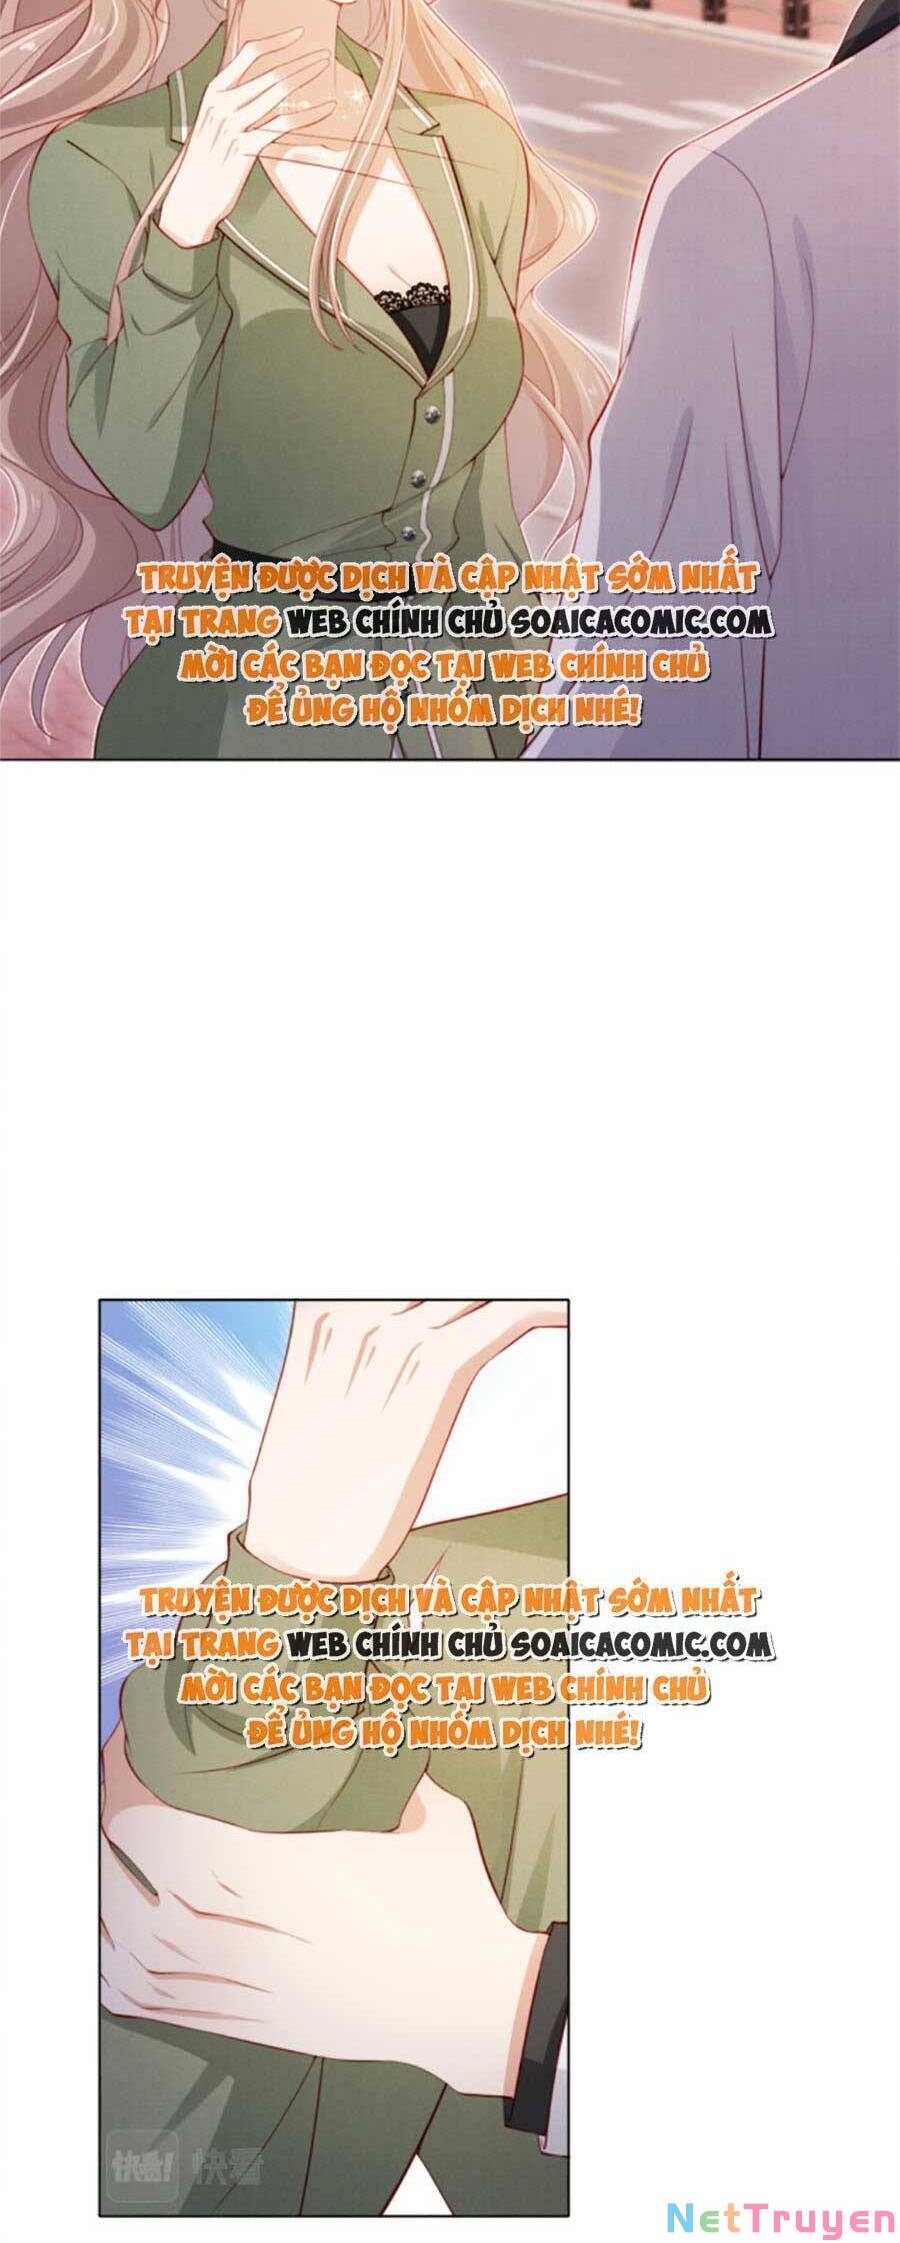 TRUYỆN ĐƯỢC DỊCH VÀ CẬP NHẬT SỚM NHẤT
TẠI TRANG WEB CHÍNH CHỦ SOAICACOMIC.COM
MỜI CÁC BẠN ĐỌC TẠI WEB CHÍNH CHỦ
ĐỂ ỦNG HỘ NHÓM DỊCH NHÉ!
TRUYỆN ĐƯỢC DỊCH VÀ CẬP NHẬT SỚM NHẤT
TẠI TRANG WEB CHÍNH CHỦ SOAICACOMIC.COM
MỜI CÁC BẠN ĐỌC TẠI WEB CHÍNH CHỦ
ĐỂ ỦNG HỘ NHÓM DỊCH NHÉ!
快看! 快看
NetTruyen